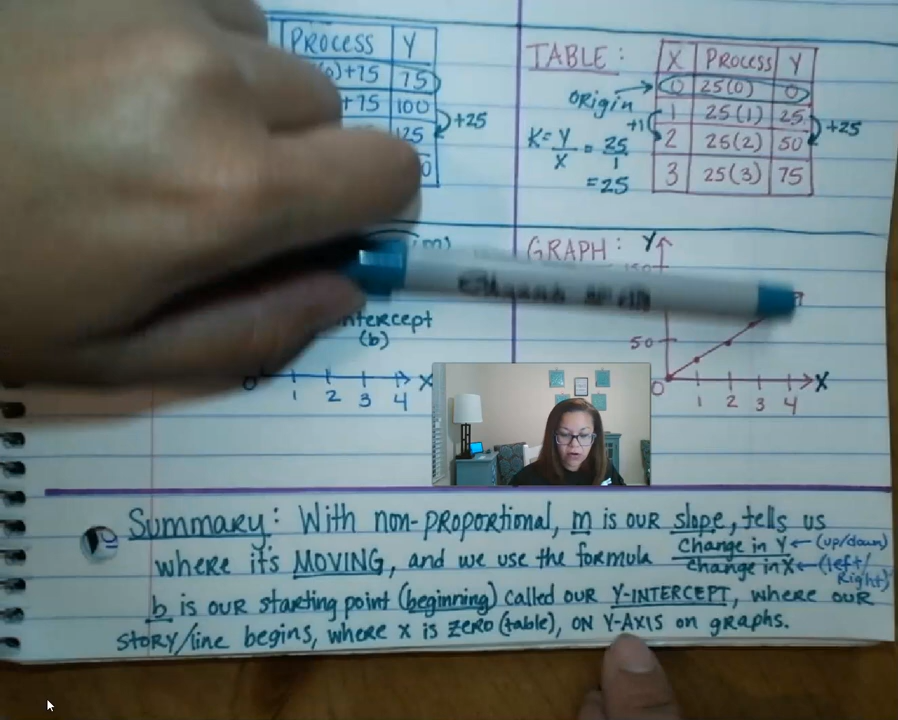 PROCESS Y
(0)+75 75
+75 100
125
0
+25
TABLE:
X PROCESS Y
0 25(0) 0
1 25(1) 25
2 25(2) 50
3 25(3) 75
ORIGIN
+1
+25
K = Y/X = 25/1
= 25
(m)
ntercept
(b)
0 1 2 3 4 X
GRAPH: Y
50
0 1 2 3 4 X
Summary: With non-proportional, m is our slope, tells us
where it's MOVING, and we use the formula change in Y ← (up/down)
change in X ← (left/
Right)
b is our starting point (beginning) called our Y-INTERCEPT, where our
story/line begins, where x is zero (table), on Y-AXIS on graphs.